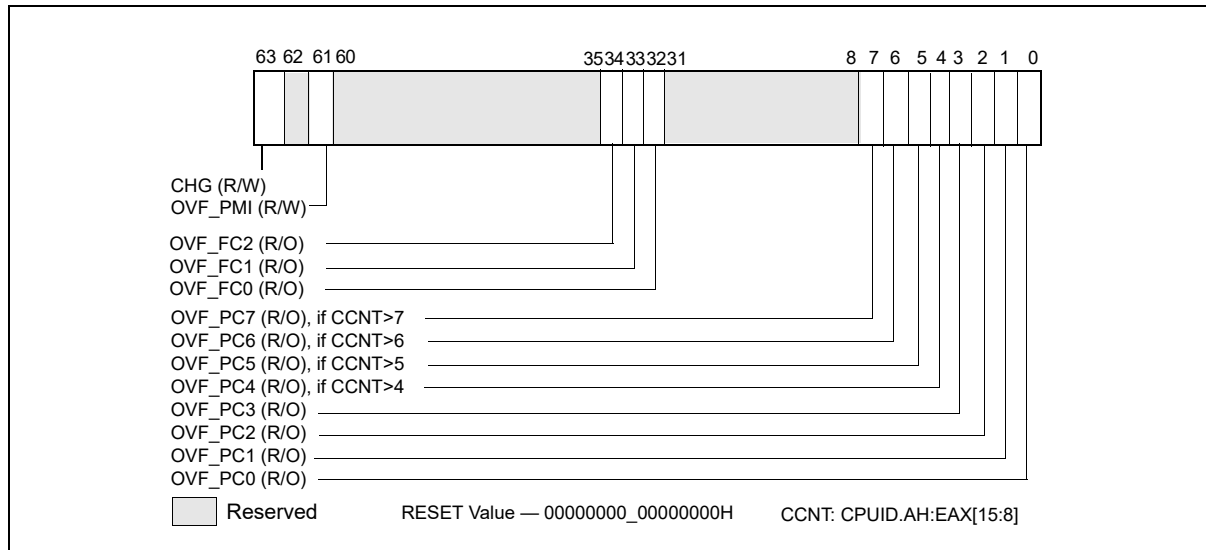 63 62 61 60 35 34 33 32 31 8 7 6 5 4 3 2 1 0
CHG (R/W)
OVF_PMI (R/W)
OVF_FC2 (R/O)
OVF_FC1 (R/O)
OVF_FC0 (R/O)
OVF_PC7 (R/O), if CCNT>7
OVF_PC6 (R/O), if CCNT>6
OVF_PC5 (R/O), if CCNT>5
OVF_PC4 (R/O), if CCNT>4
OVF_PC3 (R/O)
OVF_PC2 (R/O)
OVF_PC1 (R/O)
OVF_PC0 (R/O)
Reserved RESET Value — 00000000_00000000H CCNT: CPUID.AH:EAX[15:8]